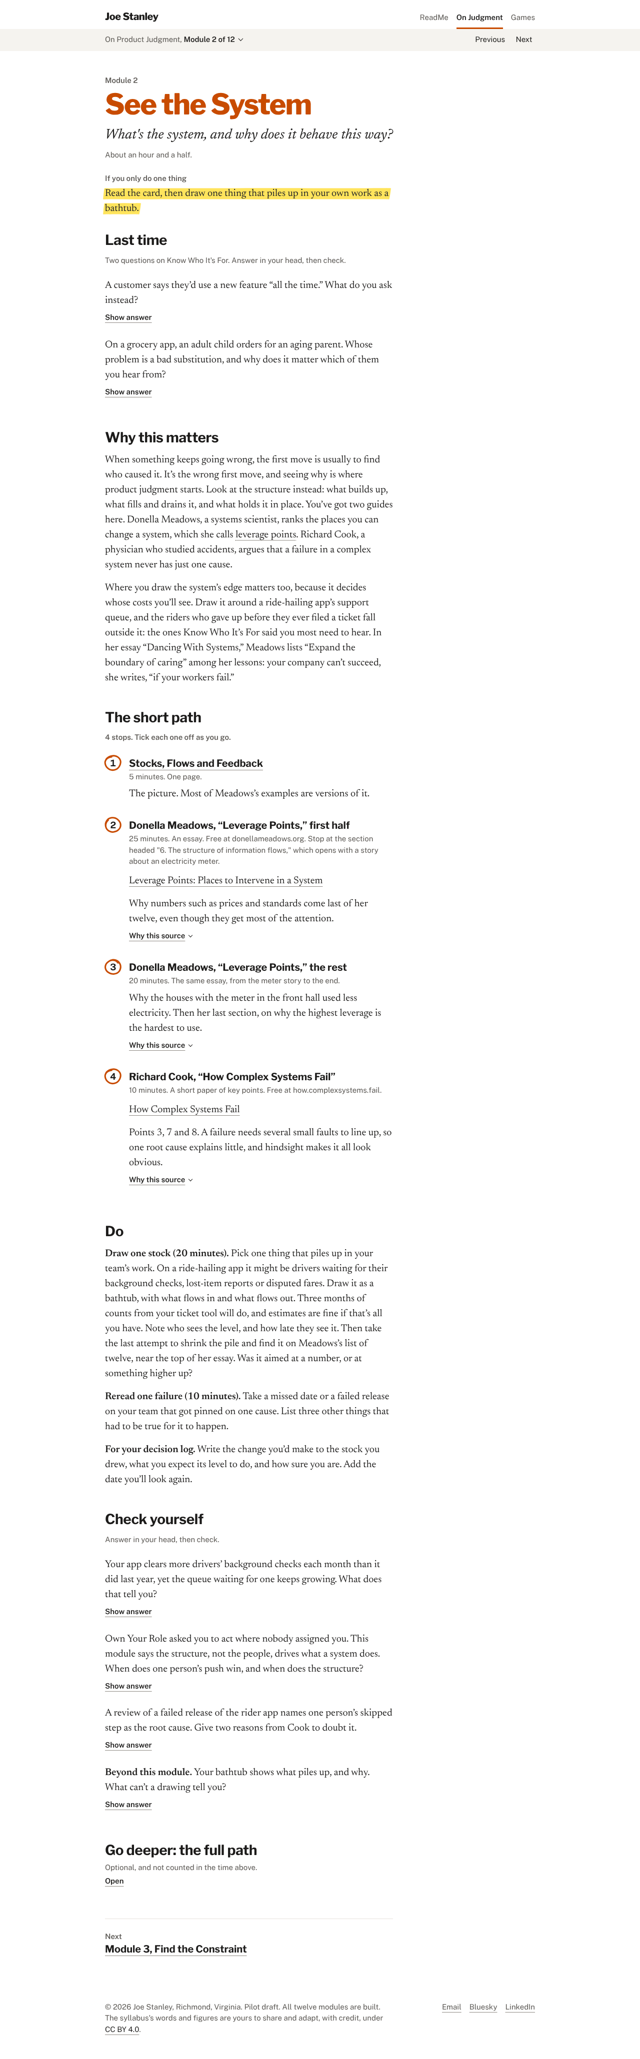 Joe Stanley
ReadMe On Judgment Games
On Product Judgment, Module 2 of 12
Previous Next
Module 2
See the System
What's the system, and why does it behave this way?
About an hour and a half.
If you only do one thing
Read the card, then draw one thing that piles up in your own work as a
bathtub.
Last time
Two questions on Know Who It's For. Answer in your head, then check.
A customer says they'd use a new feature “all the time.” What do you ask
instead?
Show answer
On a grocery app, an adult child orders for an aging parent. Whose
problem is a bad substitution, and why does it matter which of them
you hear from?
Show answer
Why this matters
When something keeps going wrong, the first move is usually to find
who caused it. It's the wrong first move, and seeing why is where
product judgment starts. Look at the structure instead: what builds up,
what fills and drains it, and what holds it in place. You've got two guides
here. Donella Meadows, a systems scientist, ranks the places you can
change a system, which she calls leverage points. Richard Cook, a
physician who studied accidents, argues that a failure in a complex
system never has just one cause.
Where you draw the system's edge matters too, because it decides
whose costs you'll see. Draw it around a ride-hailing app's support
queue, and the riders who gave up before they ever filed a ticket fall
outside it: the ones Know Who It's For said you most need to hear. In
her essay “Dancing With Systems,” Meadows lists “Expand the
boundary of caring” among her lessons: your company can't succeed,
she writes, “if your workers fail.”
The short path
4 stops. Tick each one off as you go.
1 Stocks, Flows and Feedback
5 minutes. One page.
The picture. Most of Meadows's examples are versions of it.
2 Donella Meadows, “Leverage Points,” first half
25 minutes. An essay. Free at donellameadows.org. Stop at the section
headed "6. The structure of information flows," which opens with a story
about an electricity meter.
Leverage Points: Places to Intervene in a System
Why numbers such as prices and standards come last of her
twelve, even though they get most of the attention.
Why this source
3 Donella Meadows, “Leverage Points,” the rest
20 minutes. The same essay, from the meter story to the end.
Why the houses with the meter in the front hall used less
electricity. Then her last section, on why the highest leverage is
the hardest to use.
Why this source
4 Richard Cook, “How Complex Systems Fail”
10 minutes. A short paper of key points. Free at how.complexsystems.fail.
How Complex Systems Fail
Points 3, 7 and 8. A failure needs several small faults to line up, so
one root cause explains little, and hindsight makes it all look
obvious.
Why this source
Do
Draw one stock (20 minutes). Pick one thing that piles up in your
team's work. On a ride-hailing app it might be drivers waiting for their
background checks, lost-item reports or disputed fares. Draw it as a
bathtub, with what flows in and what flows out. Three months of
counts from your ticket tool will do, and estimates are fine if that's all
you have. Note who sees the level, and how late they see it. Then take
the last attempt to shrink the pile and find it on Meadows's list of
twelve, near the top of her essay. Was it aimed at a number, or at
something higher up?
Reread one failure (10 minutes). Take a missed date or a failed release
on your team that got pinned on one cause. List three other things that
had to be true for it to happen.
For your decision log. Write the change you'd make to the stock you
drew, what you expect its level to do, and how sure you are. Add the
date you'll look again.
Check yourself
Answer in your head, then check.
Your app clears more drivers' background checks each month than it
did last year, yet the queue waiting for one keeps growing. What does
that tell you?
Show answer
Own Your Role asked you to act where nobody assigned you. This
module says the structure, not the people, drives what a system does.
When does one person's push win, and when does the structure?
Show answer
A review of a failed release of the rider app names one person's skipped
step as the root cause. Give two reasons from Cook to doubt it.
Show answer
Beyond this module. Your bathtub shows what piles up, and why.
What can't a drawing tell you?
Show answer
Go deeper: the full path
Optional, and not counted in the time above.
Open
Next
Module 3, Find the Constraint
© 2026 Joe Stanley, Richmond, Virginia. Pilot draft. All twelve modules are built.
The syllabus's words and figures are yours to share and adapt, with credit, under
CC BY 4.0.
Email Bluesky LinkedIn